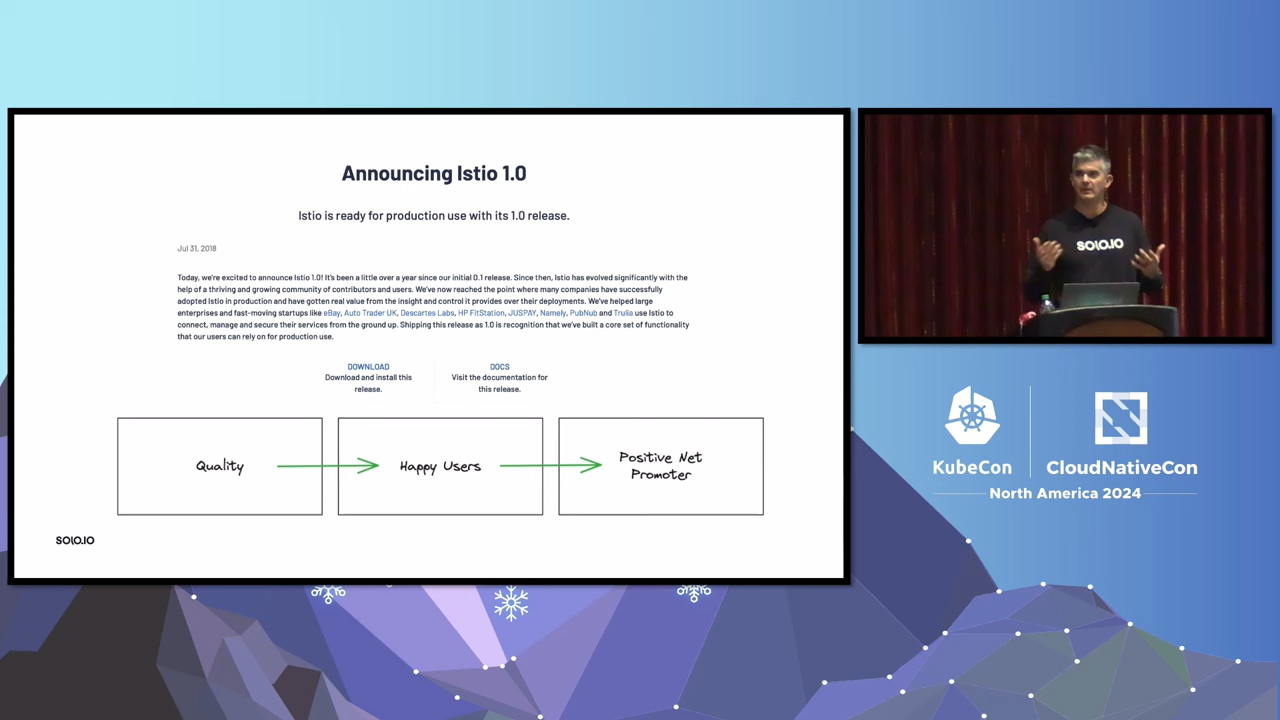 Announcing Istio 1.0
Istio is ready for production use with its 1.0 release.
Jul 31, 2018
Today, we're excited to announce Istio 1.0! It's been a little over a year since our initial 0.1 release. Since then, Istio has evolved significantly with the
help of a thriving and growing community of contributors and users. We've now reached the point where many companies have successfully
adopted Istio in production and have gotten real value from the insight and control it provides over their deployments. We've helped large
enterprises and fast-moving startups like eBay, Auto Trader UK, Descartes Labs, HP FitStation, JUSPAY, Namely, PubNub and Trulia use Istio to
connect, manage and secure their services from the ground up. Shipping this release as 1.0 is recognition that we've built a core set of functionality
that our users can rely on for production use.
DOWNLOAD
Download and install this
release.
DOCS
Visit the documentation for
this release.
Quality
Happy Users
Positive Net
Promoter
SOLO.IO
SOLO.IO
KubeCon
CloudNativeCon
North America 2024